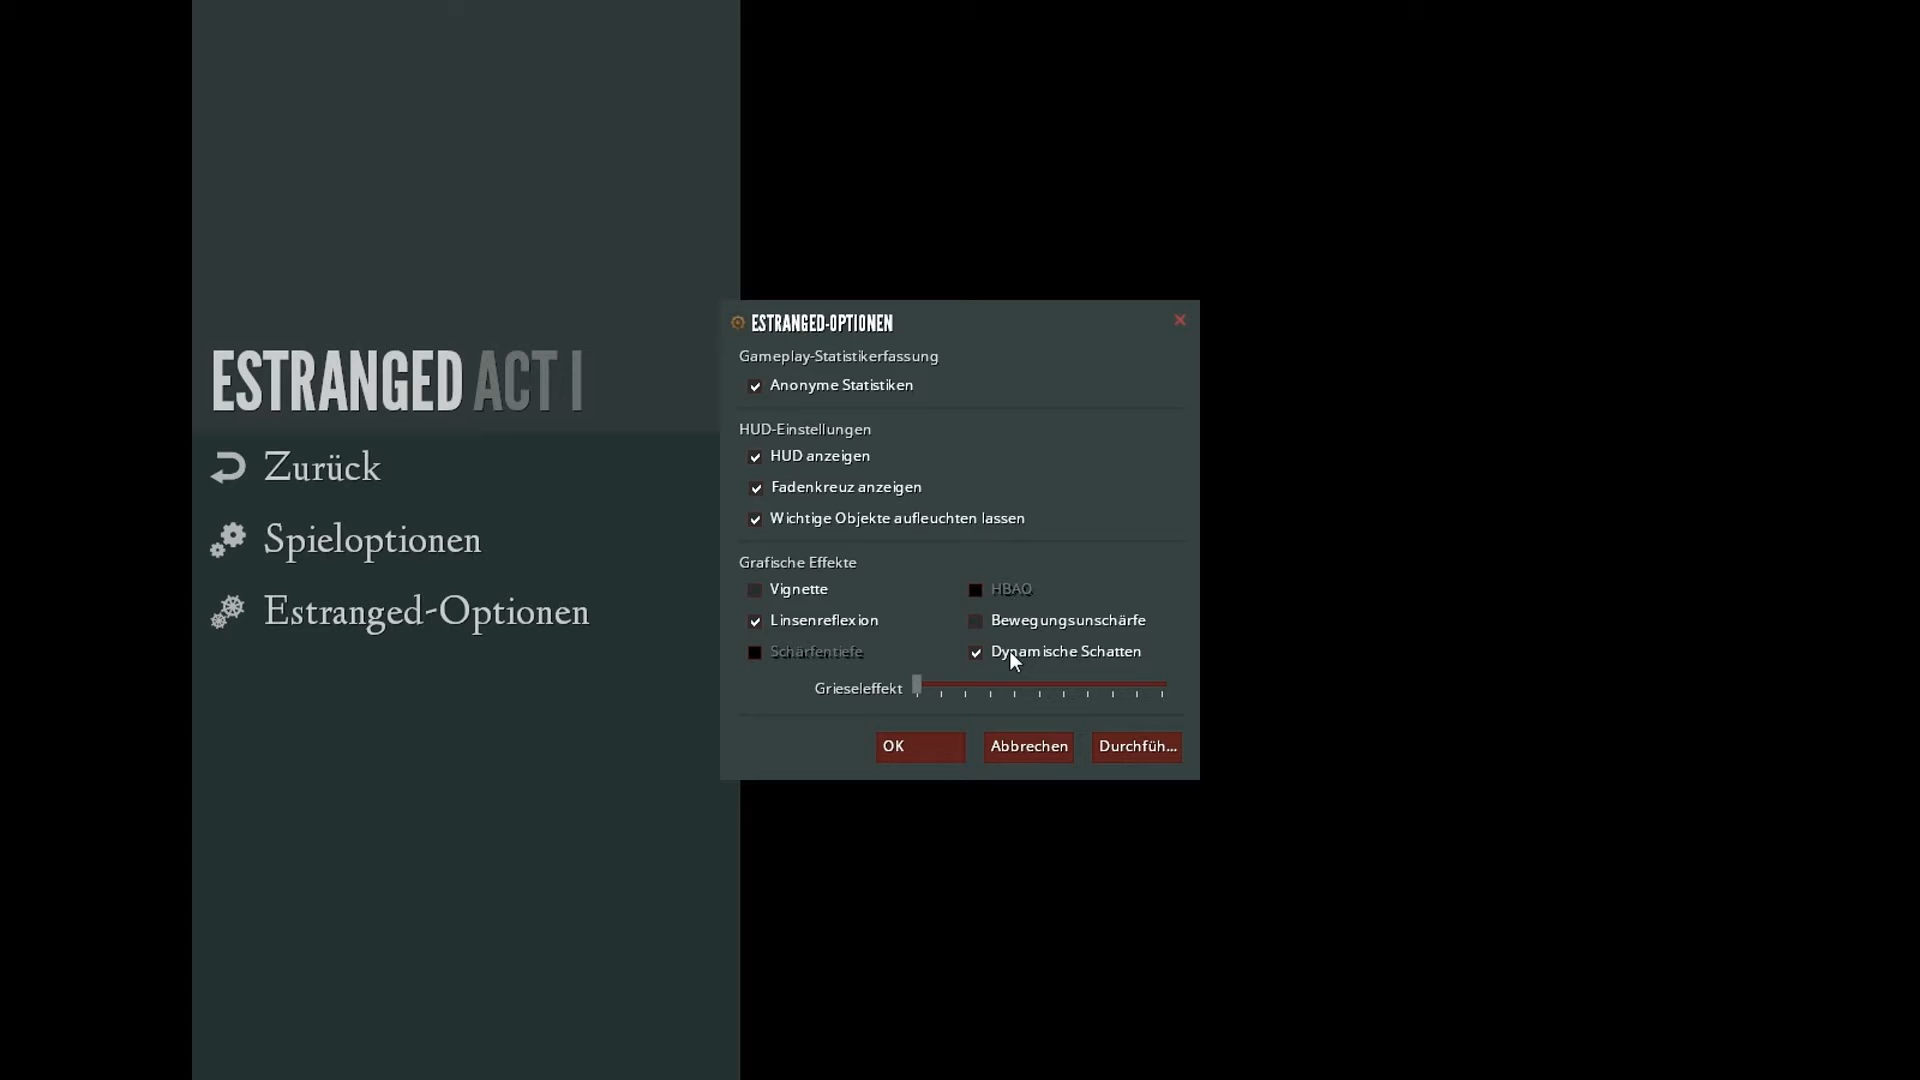 ESTRANGED ACT I
Zurück
Spieloptionen
Estranged-Optionen
ESTRANGED-OPTIONEN
Gameplay-Statistikerfassung
Anonyme Statistiken
HUD-Einstellungen
HUD anzeigen
Fadenkreuz anzeigen
Wichtige Objekte aufleuchten lassen
Grafische Effekte
Vignette
HBAO
Linsenreflexion
Bewegungsunschärfe
Schärfentiefe
Dynamische Schatten
Grieseleffekt
OK
Abbrechen
Durchfüh...